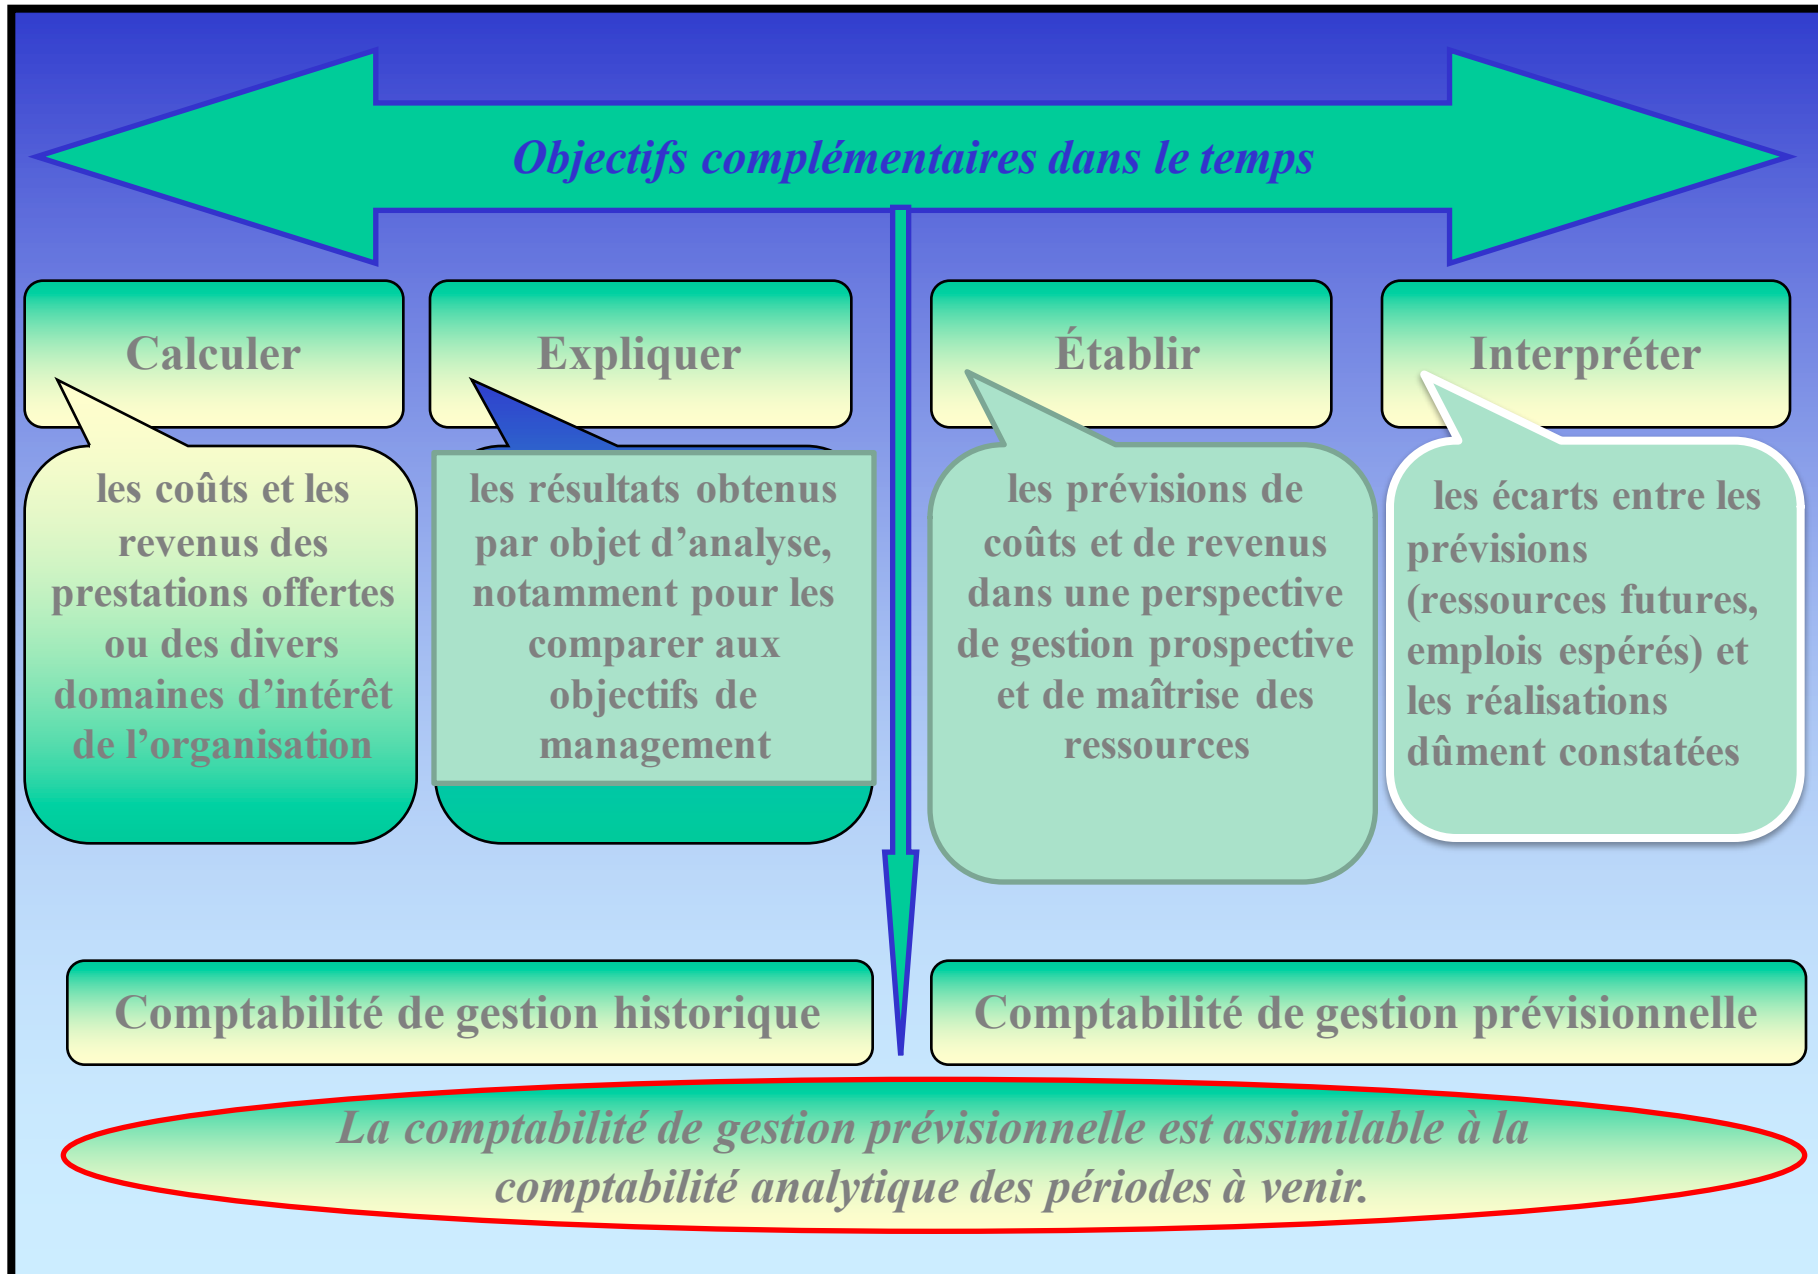 Objectifs complémentaires dans le temps
Calculer
les coûts et les
revenus des
prestations offertes
ou des divers
domaines d’intérêt
de l’organisation
Expliquer
les résultats obtenus
par objet d’analyse,
notamment pour les
comparer aux
objectifs de
management
Établir
les prévisions de
coûts et de revenus
dans une perspective
de gestion prospective
et de maîtrise des
ressources
Interpréter
les écarts entre les
prévisions
(ressources futures,
emplois espérés) et
les réalisations
dûment constatées
Comptabilité de gestion historique
Comptabilité de gestion prévisionnelle
La comptabilité de gestion prévisionnelle est assimilable à la
comptabilité analytique des périodes à venir.